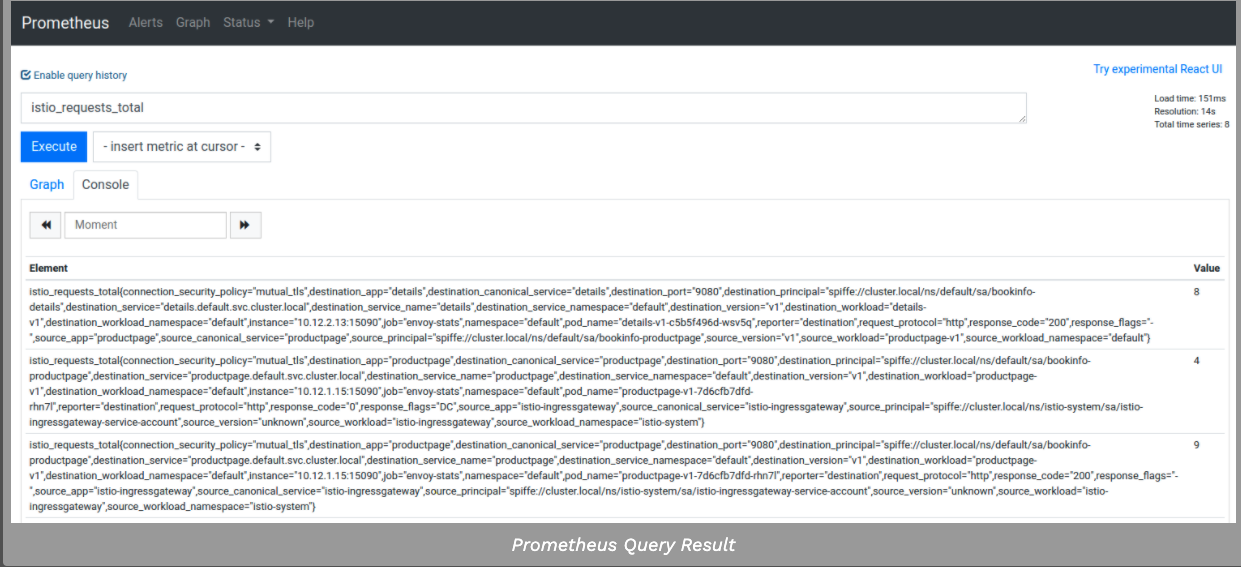 Prometheus Alerts Graph Status Help
Enable query history
Try experimental React UI
istio_requests_total
Load time: 151ms
Resolution: 14s
Total time series: 8
Execute
- insert metric at cursor -
Graph
Console
Moment
Element Value
istio_requests_total{connection_security_policy="mutual_tls",destination_app="details",destination_canonical_service="details",destination_port="9080",destination_principal="spiffe://cluster.local/ns/default/sa/bookinfo- 8
details",destination_service="details.default.svc.cluster.local",destination_service_name="details",destination_service_namespace="default",destination_version="v1",destination_workload="details-
v1",destination_workload_namespace="default",instance="10.12.2.13:15090",job="envoy-stats",namespace="default",pod_name="details-v1-c5b5f496d-wsv5q",reporter="destination",request_protocol="http",response_code="200",response_flags="-
",source_app="productpage",source_canonical_service="productpage",source_principal="spiffe://cluster.local/ns/default/sa/bookinfo-productpage",source_version="v1",source_workload="productpage-v1",source_workload_namespace="default"}
istio_requests_total{connection_security_policy="mutual_tls",destination_app="productpage",destination_canonical_service="productpage",destination_port="9080",destination_principal="spiffe://cluster.local/ns/default/sa/bookinfo- 4
productpage",destination_service="productpage.default.svc.cluster.local",destination_service_name="productpage",destination_service_namespace="default",destination_version="v1",destination_workload="productpage-
v1",destination_workload_namespace="default",instance="10.12.1.15:15090",job="envoy-stats",namespace="default",pod_name="productpage-v1-7d6cfb7dfd-
rhn7l",reporter="destination",request_protocol="http",response_code="0",response_flags="DC",source_app="istio-ingressgateway",source_canonical_service="istio-ingressgateway",source_principal="spiffe://cluster.local/ns/istio-system/sa/istio-
ingressgateway-service-account",source_version="unknown",source_workload="istio-ingressgateway",source_workload_namespace="istio-system"}
istio_requests_total{connection_security_policy="mutual_tls",destination_app="productpage",destination_canonical_service="productpage",destination_port="9080",destination_principal="spiffe://cluster.local/ns/default/sa/bookinfo- 9
productpage",destination_service="productpage.default.svc.cluster.local",destination_service_name="productpage",destination_service_namespace="default",destination_version="v1",destination_workload="productpage-
v1",destination_workload_namespace="default",instance="10.12.1.15:15090",job="envoy-stats",namespace="default",pod_name="productpage-v1-7d6cfb7dfd-rhn7l",reporter="destination",request_protocol="http",response_code="200",response_flags="-
",source_app="istio-ingressgateway",source_canonical_service="istio-ingressgateway",source_principal="spiffe://cluster.local/ns/istio-system/sa/istio-ingressgateway-service-account",source_version="unknown",source_workload="istio-
ingressgateway",source_workload_namespace="istio-system"}
Prometheus Query Result